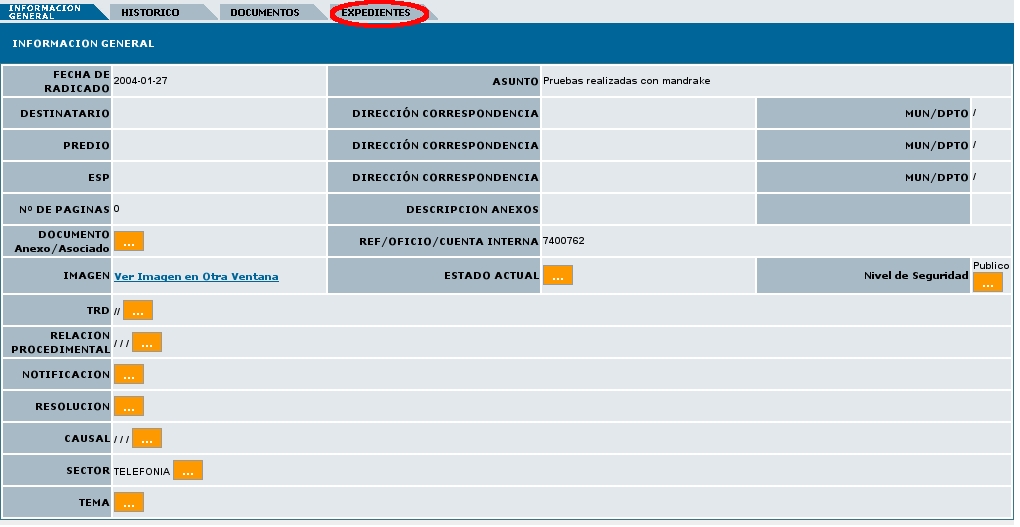 INFORMACION GENERAL HISTORICO DOCUMENTOS EXPEDIENTES
INFORMACION GENERAL
FECHA DE RADICADO 2004-01-27 ASUNTO Pruebas realizadas con mandrake
DESTINATARIO DIRECCIÓN CORRESPONDENCIA MUN/DPTO /
PREDIO DIRECCIÓN CORRESPONDENCIA MUN/DPTO /
ESP DIRECCIÓN CORRESPONDENCIA MUN/DPTO /
Nº DE PAGINAS 0 DESCRIPCION ANEXOS
DOCUMENTO Anexo/Asociado ... REF/OFICIO/CUENTA INTERNA 7400762
IMAGEN Ver Imagen en Otra Ventana ESTADO ACTUAL ... Nivel de Seguridad Publico ...
TRD // ...
RELACION PROCEDIMENTAL / / / ...
NOTIFICACION ...
RESOLUCION ...
CAUSAL / / / ...
SECTOR TELEFONIA ...
TEMA ...